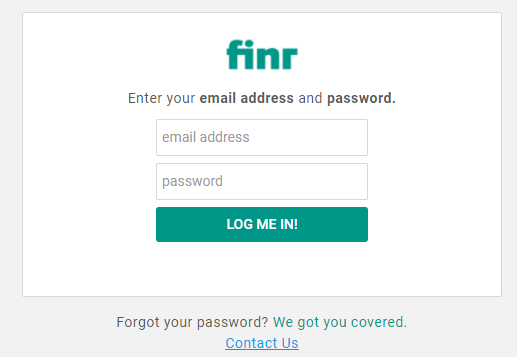 finr
Enter your email address and password.
email address
password
LOG ME IN!
Forgot your password? We got you covered.
Contact Us